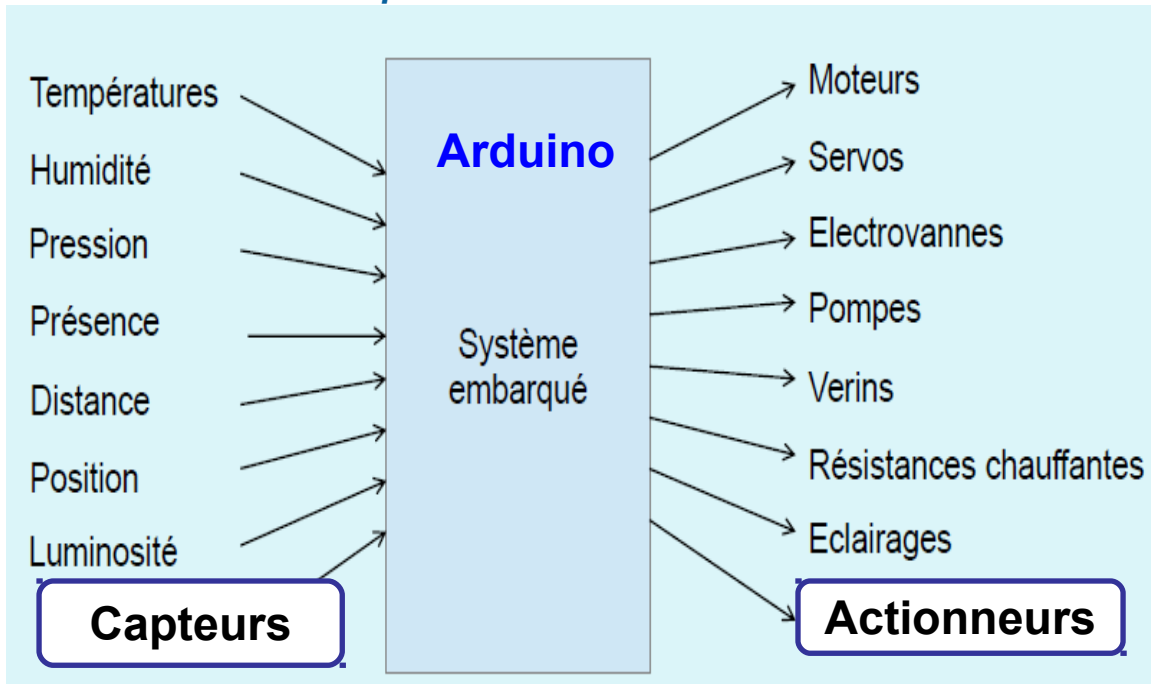 Températures
Humidité
Pression
Présence
Distance
Position
Luminosité
Capteurs
Arduino
Système
embarqué
Moteurs
Servos
Electrovannes
Pompes
Verins
Résistances chauffantes
Eclairages
Actionneurs